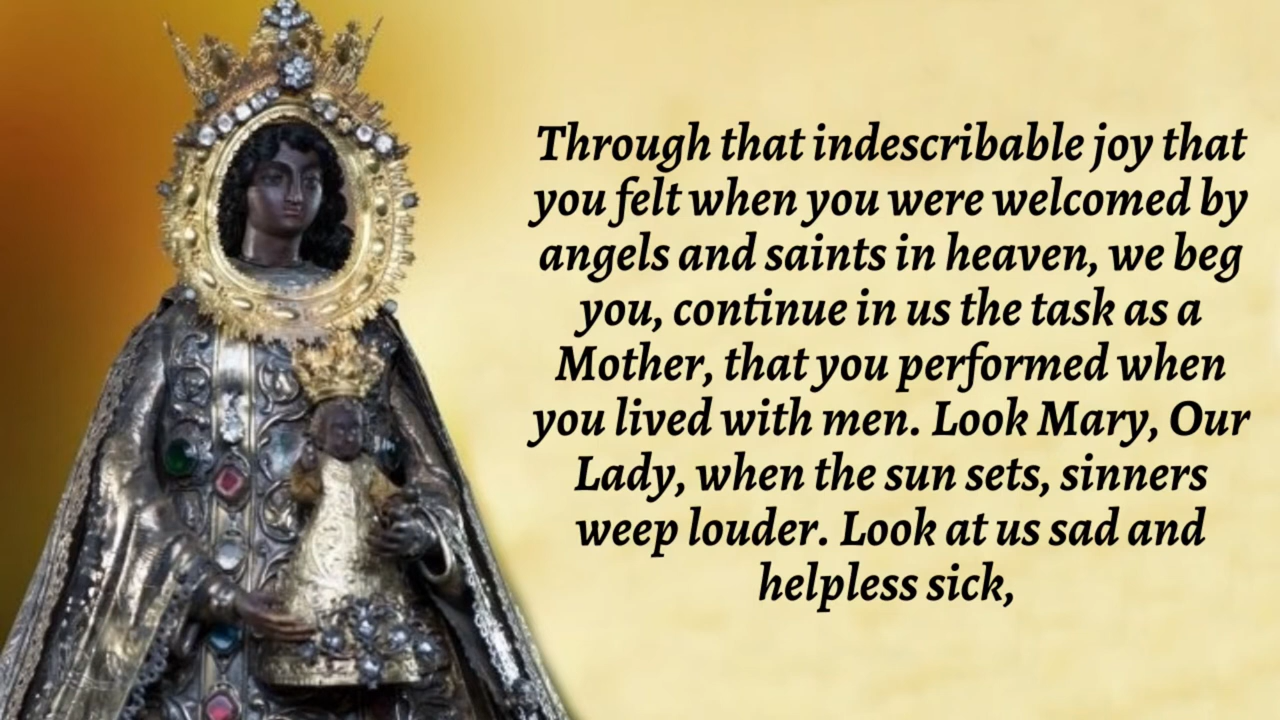 Through that indescribable joy that
you felt when you were welcomed by
angels and saints in heaven, we beg
you, continue in us the task as a
Mother, that you performed when
you lived with men. Look Mary, Our
Lady, when the sun sets, sinners
weep louder. Look at us sad and
helpless sick,